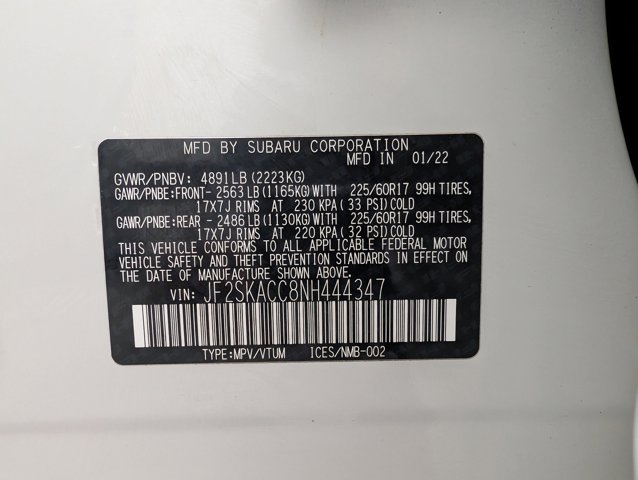 MFD BY SUBARU CORPORATION
MFD IN 01/22
GVWR/PNBV: 4891LB(2223KG)
GAWR/PNBE:FRONT- 2563LB(1165KG)WITH 225/60R17 99H TIRES,
17X7J RIMS AT 230 KPA(33 PSI)COLD
GAWR/PNBE:REAR - 2486LB(1130KG)WITH 225/60R17 99H TIRES,
17X7J RIMS AT 220 KPA(32 PSI)COLD
THIS VEHICLE CONFORMS TO ALL APPLICABLE FEDERAL MOTOR
VEHICLE SAFETY AND THEFT PREVENTION STANDARDS IN EFFECT ON
THE DATE OF MANUFACTURE SHOWN ABOVE.
VIN: JF2SKACC8NH444347
TYPE:MPV/VTUM ICES/NMB-002